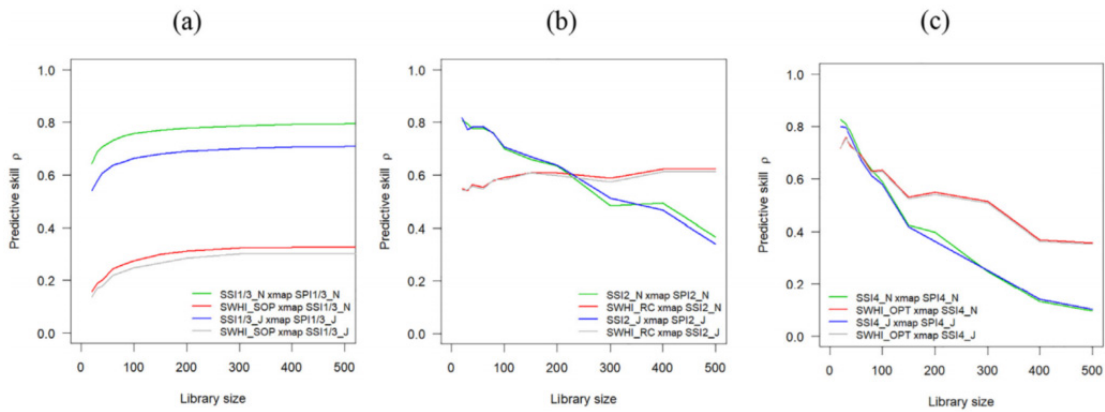 (a)
(b)
(c)
1.0
0.8
0.6
0.4
0.2
0.0
Predictive skill ρ
SSI1/3_N xmap SPI1/3_N
SWHI_SOP xmap SSI1/3_N
SSI1/3_J xmap SPI1/3_J
SWHI_SOP xmap SSI1/3_J
0 100 200 300 400 500
Library size
1.0
0.8
0.6
0.4
0.2
0.0
Predictive skill ρ
SSI2_N xmap SPI2_N
SWHI_RC xmap SSI2_N
SSI2_J xmap SPI2_J
SWHI_RC xmap SSI2_J
0 100 200 300 400 500
Library size
1.0
0.8
0.6
0.4
0.2
0.0
Predictive skill ρ
SSI4_N xmap SPI4_N
SWHI_OPT xmap SSI4_N
SSI4_J xmap SPI4_J
SWHI_OPT xmap SSI4_J
0 100 200 300 400 500
Library size